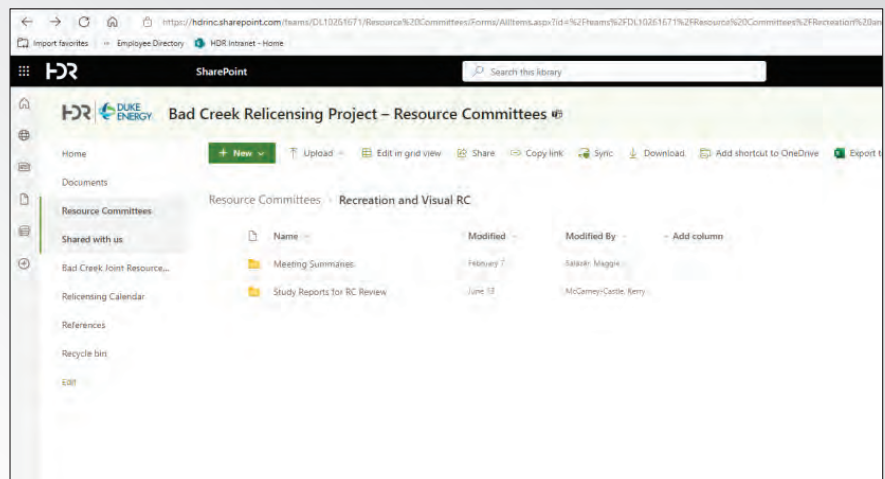 https://hdrinc.sharepoint.com/teams/DL10261671/Resource%20Committees/Forms/AllItems.aspx?id=%2Fteams%2FDL10261671%2FResource%20Committees%2FRecreation%20an
Import favorites Employee Directory HDR Intranet - Home
HDR SharePoint Search this library
HDR DUKE ENERGY Bad Creek Relicensing Project – Resource Committees
Home + New Upload Edit in grid view Share Copy link Sync Download Add shortcut to OneDrive Export t
Documents
Resource Committees > Recreation and Visual RC
Resource Committees
Shared with us Name Modified Modified By + Add column
Bad Creek Joint Resource... Meeting Summaries February 7 Salazar, Maggie
Relicensing Calendar Study Reports for RC Review June 13 McCarney-Castle, Kerry
References
Recycle bin
Edit